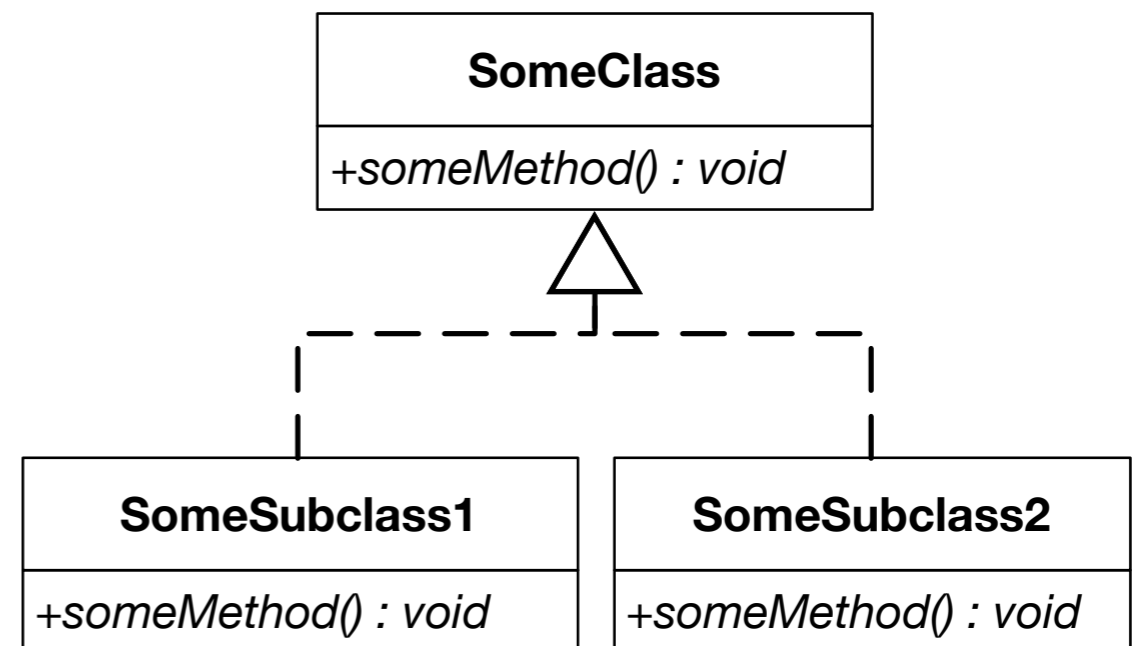 SomeClass
+someMethod() : void
SomeSubclass1
SomeSubclass2
+someMethod() : void
+someMethod() : void